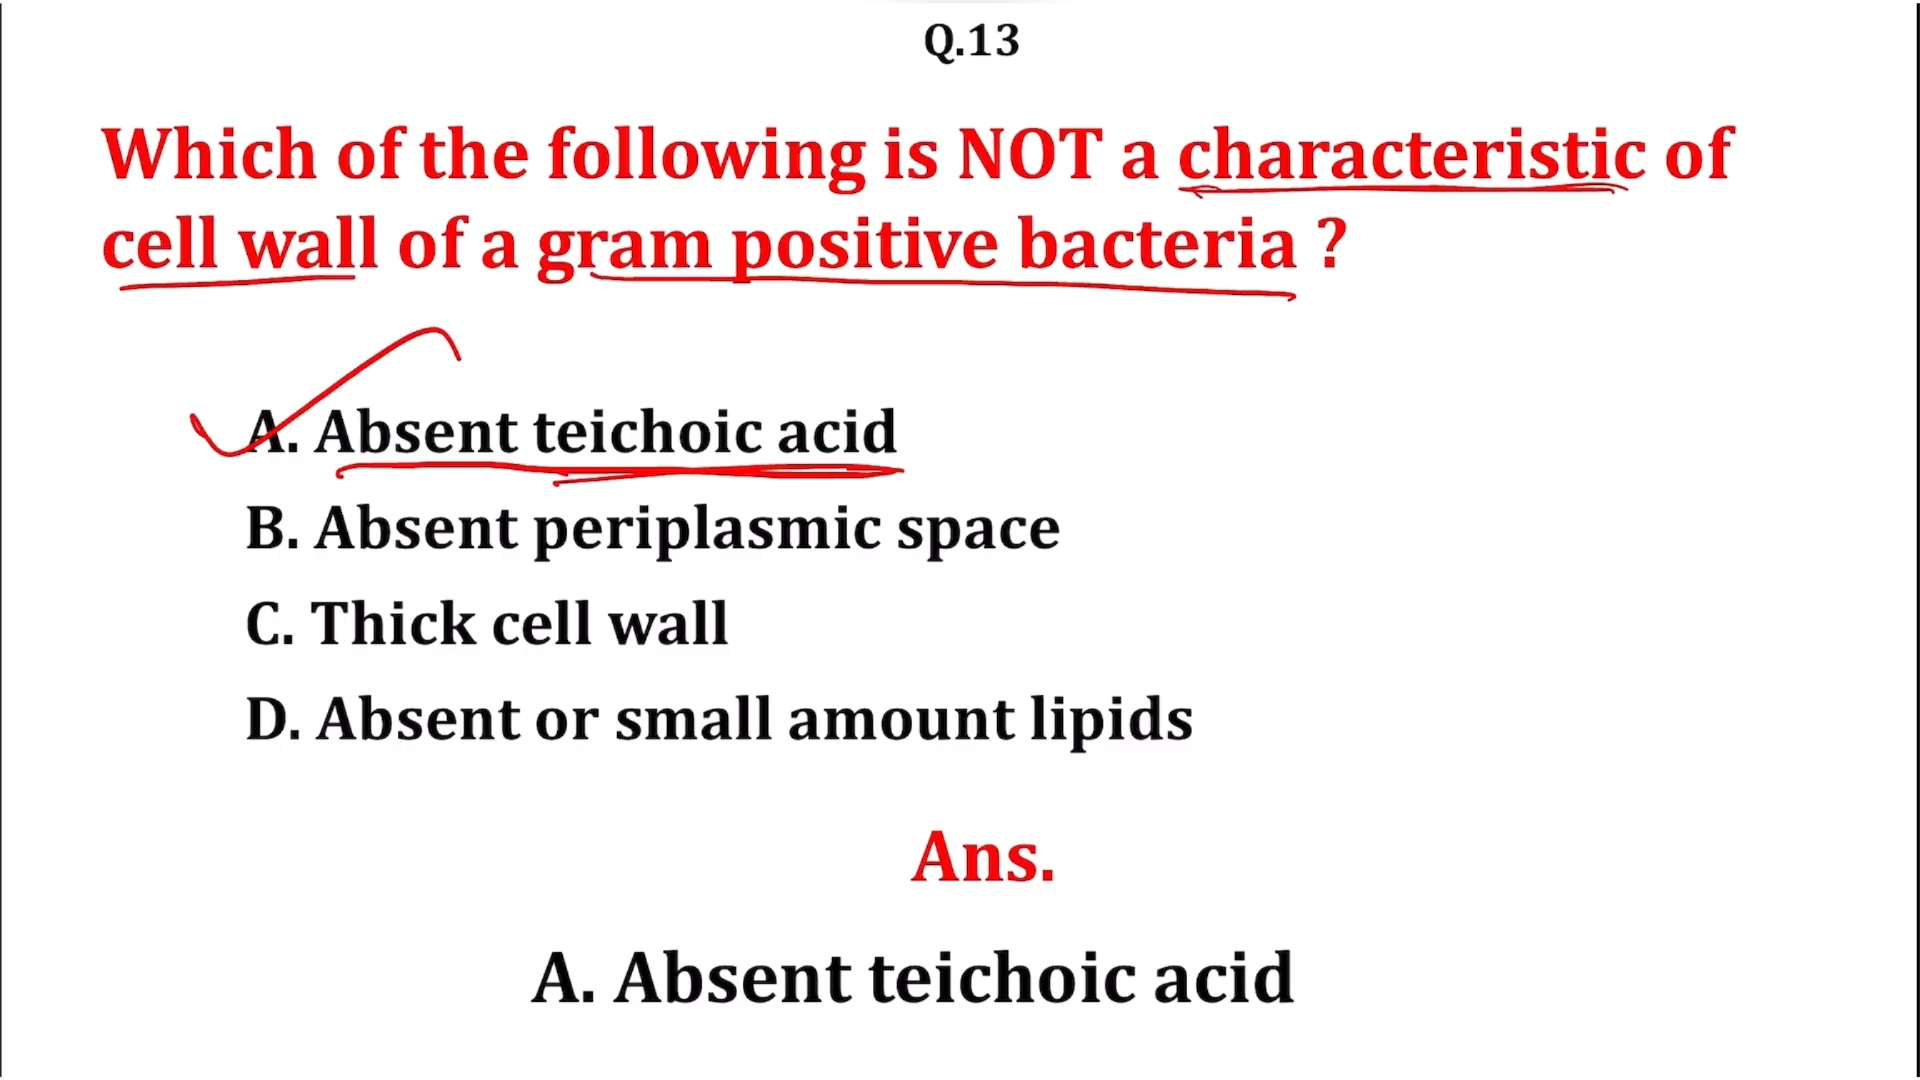 Q.13
Which of the following is NOT a characteristic of
cell wall of a gram positive bacteria ?
A. Absent teichoic acid
B. Absent periplasmic space
C. Thick cell wall
D. Absent or small amount lipids
Ans.
A. Absent teichoic acid